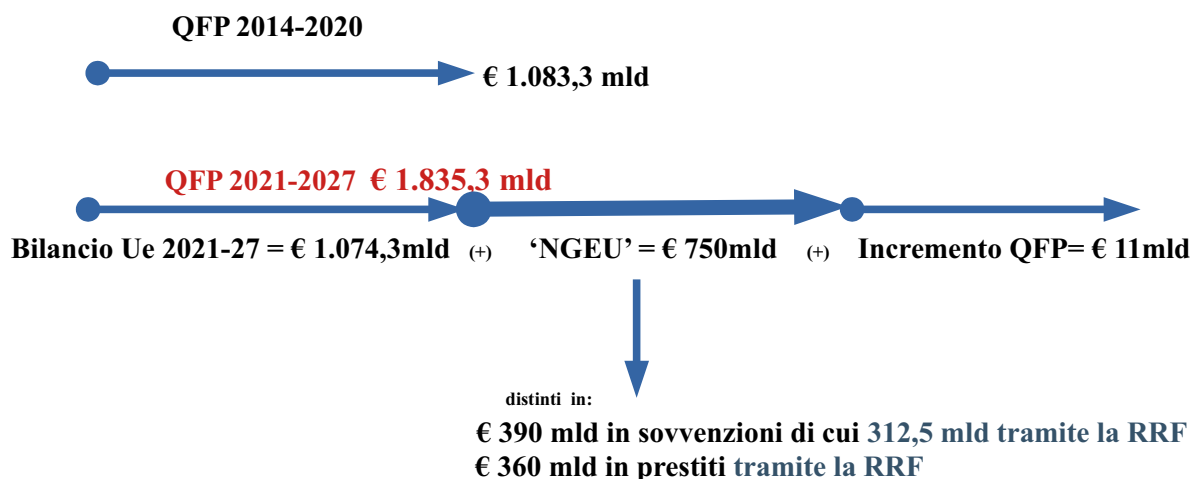 QFP 2014-2020
€ 1.083,3 mld
QFP 2021-2027 € 1.835,3 mld
Bilancio Ue 2021-27 = € 1.074,3mld (+) ‘NGEU’ = € 750mld (+) Incremento QFP= € 11mld
distinti in:
€ 390 mld in sovvenzioni di cui 312,5 mld tramite la RRF
€ 360 mld in prestiti tramite la RRF